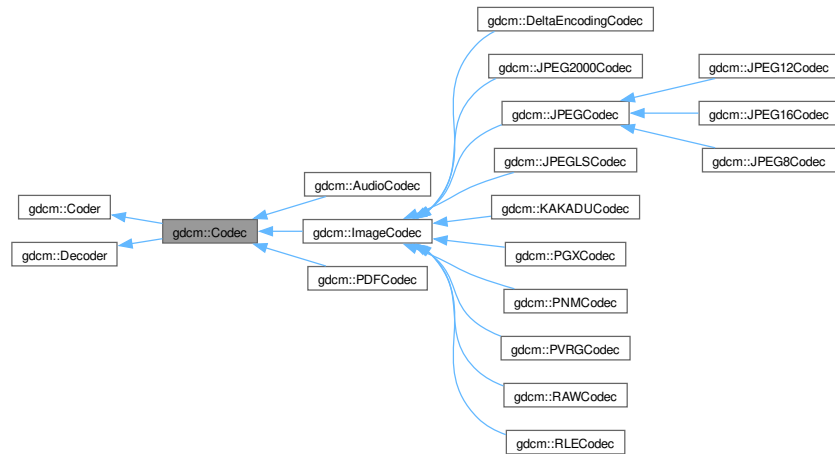 gdcm::DeltaEncodingCodec
gdcm::JPEG2000Codec
gdcm::JPEG12Codec
gdcm::JPEGCodec
gdcm::JPEG16Codec
gdcm::JPEGLSCodec
gdcm::JPEG8Codec
gdcm::AudioCodec
gdcm::Coder
gdcm::KAKADUCodec
gdcm::Codec
gdcm::ImageCodec
gdcm::Decoder
gdcm::PGXCodec
gdcm::PDFCodec
gdcm::PNMCodec
gdcm::PVRGCodec
gdcm::RAWCodec
gdcm::RLECodec